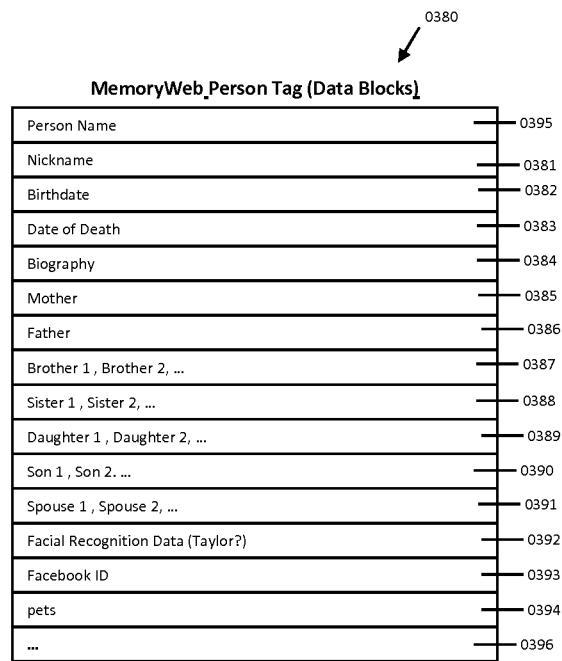 0380
MemoryWeb Person Tag (Data Blocks)
Person Name 0395
Nickname 0381
Birthdate 0382
Date of Death 0383
Biography 0384
Mother 0385
Father 0386
Brother 1 , Brother 2, ... 0387
Sister 1 , Sister 2, ... 0388
Daughter 1 , Daughter 2, ... 0389
Son 1 , Son 2. ... 0390
Spouse 1 , Spouse 2, ... 0391
Facial Recognition Data (Taylor?) 0392
Facebook ID 0393
pets 0394
... 0396